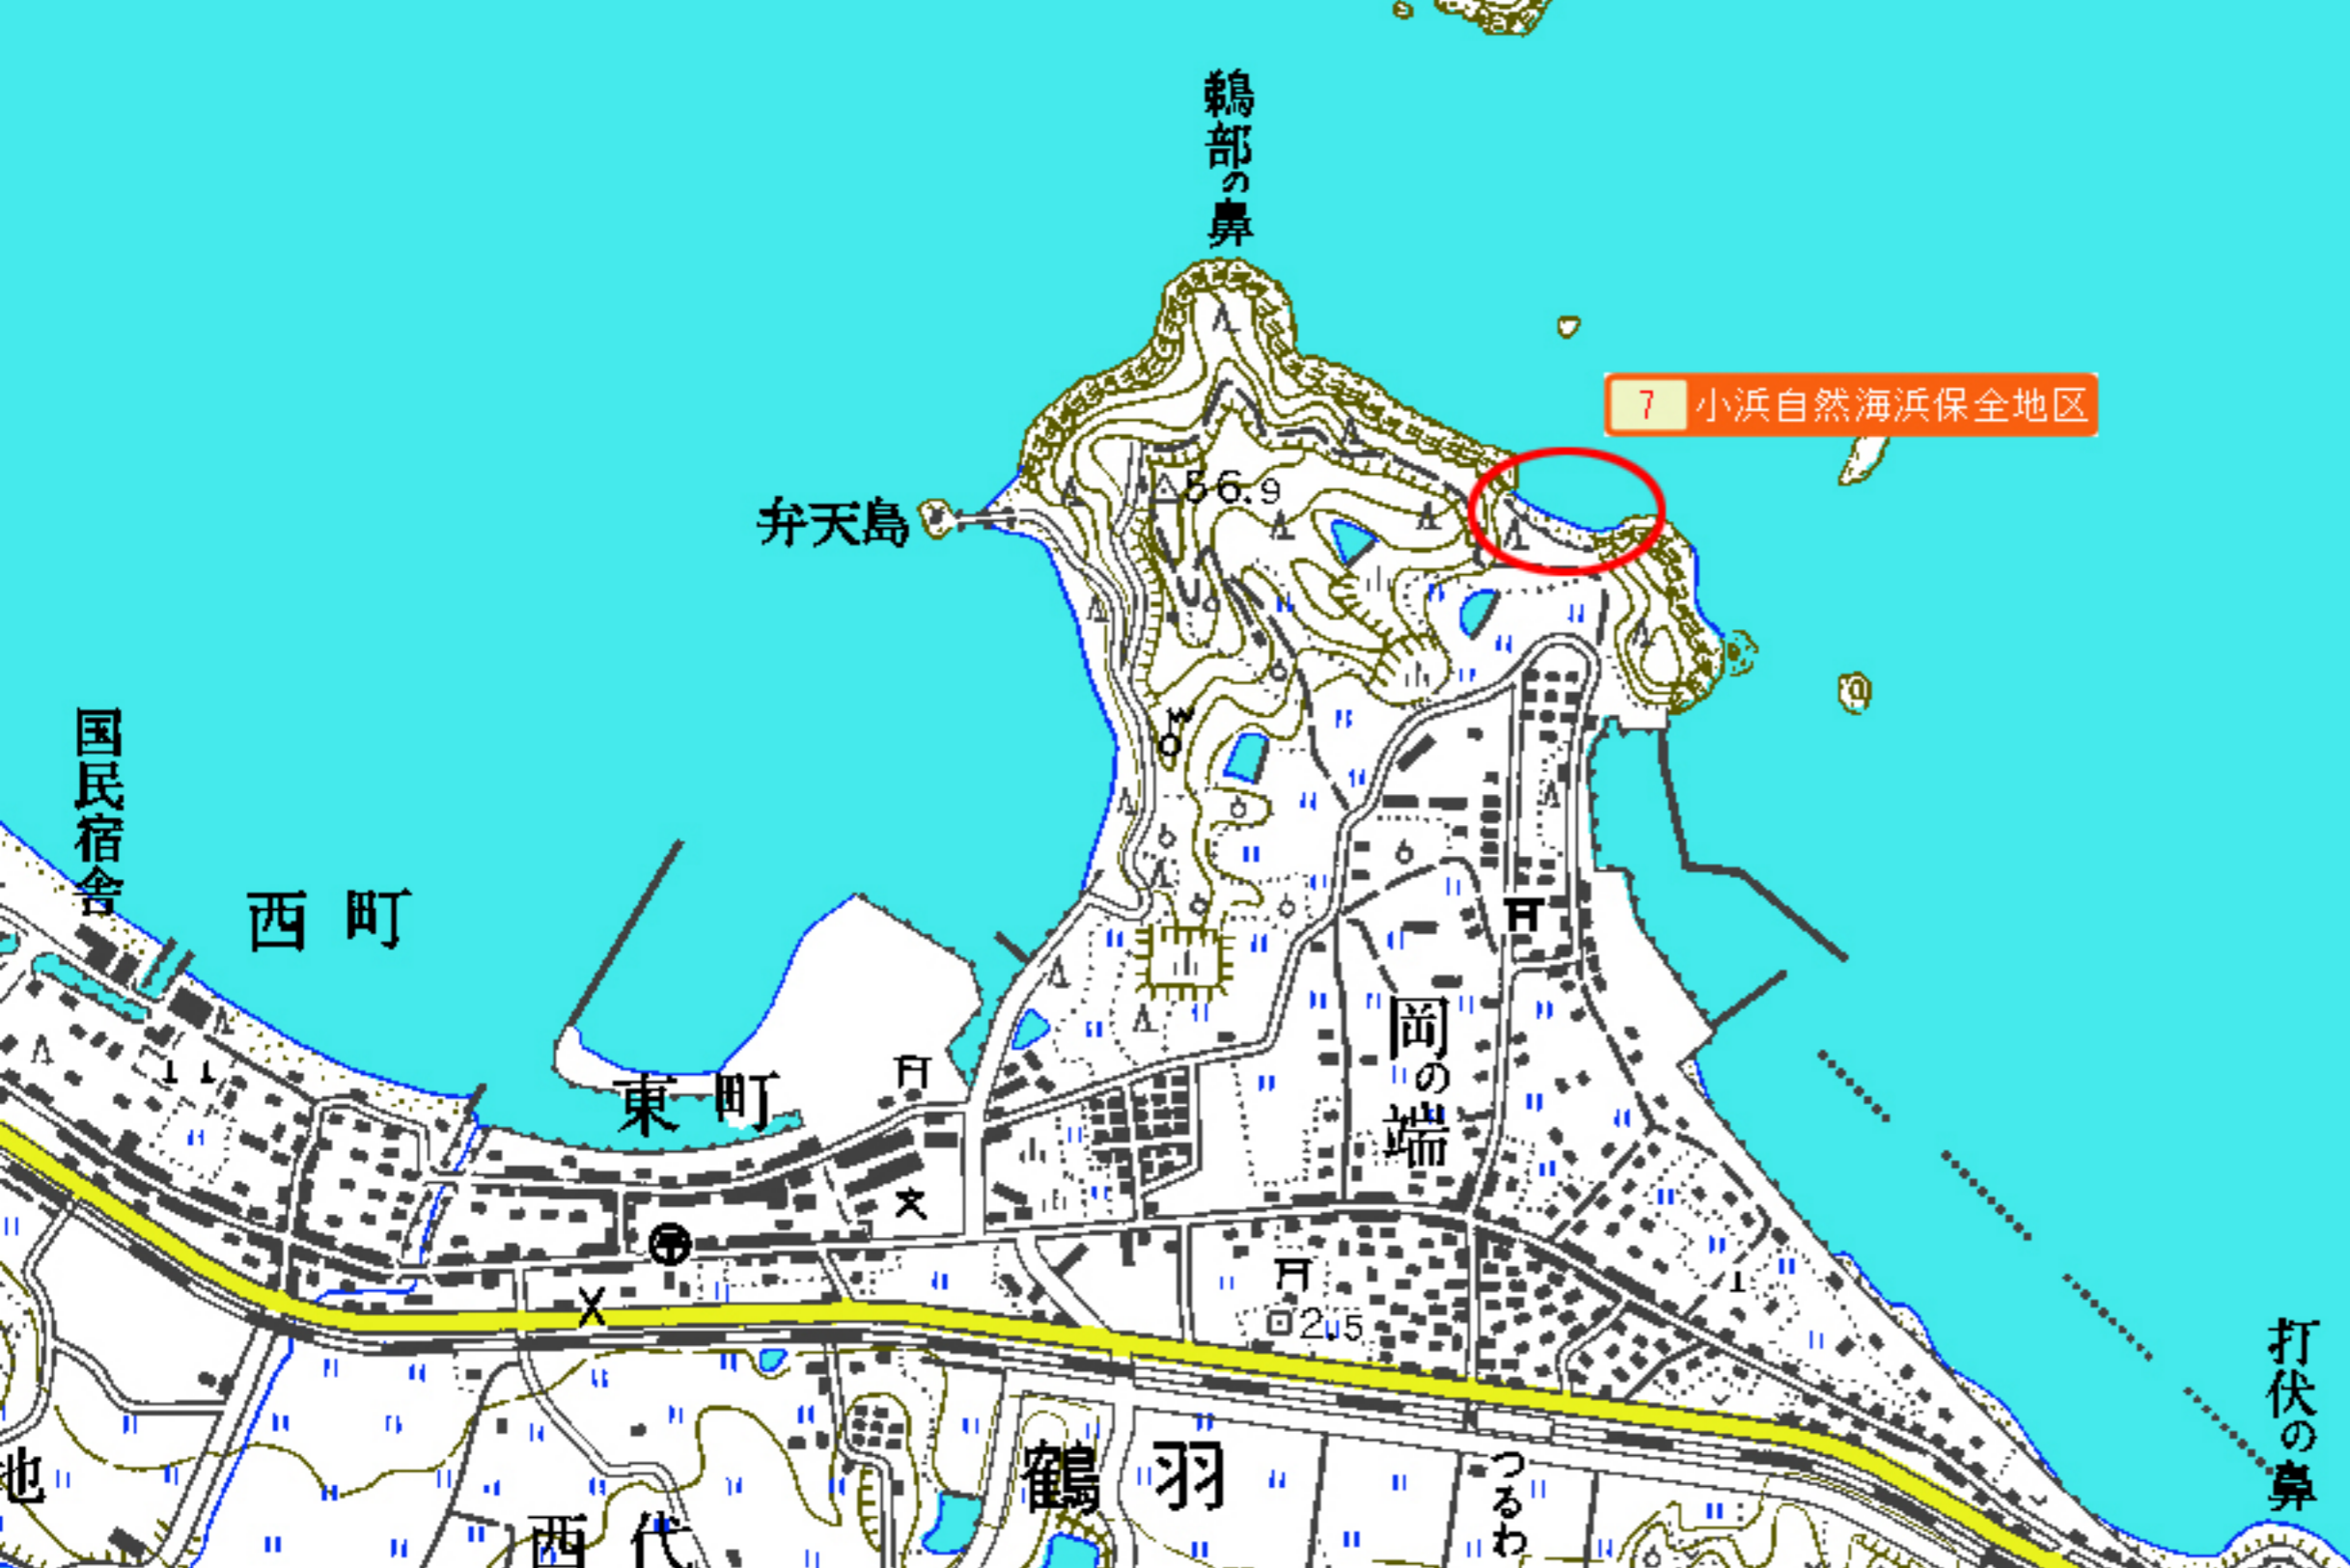 鵜部の鼻
7 小浜自然海浜保全地区
56.9
弁天島
国民宿舎
西町
東町
岡の端
2.5
打伏の鼻
鶴羽
つるわ
地
西代